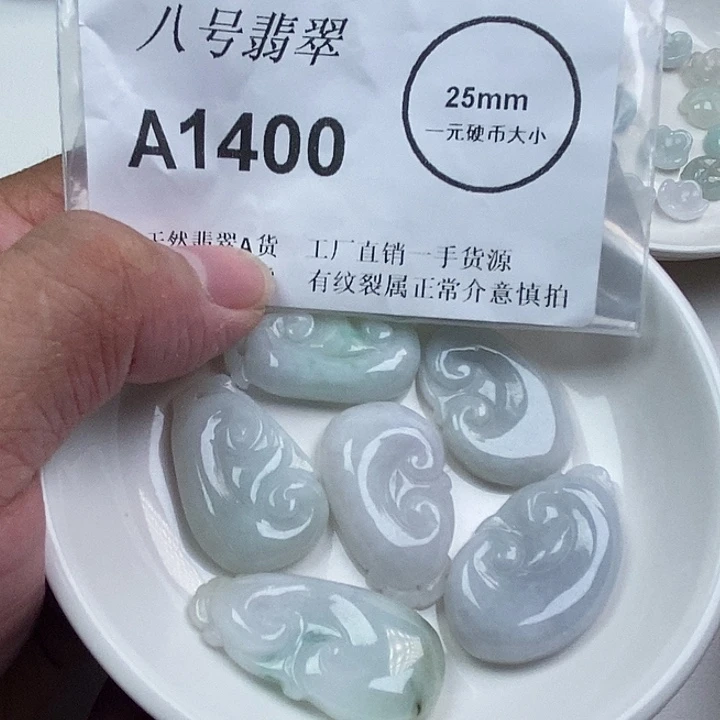 八号翡翠
25mm
一元硬币大小
A1400
天然翡翠A货 工厂直销一手货源
有纹裂属正常介意慎拍